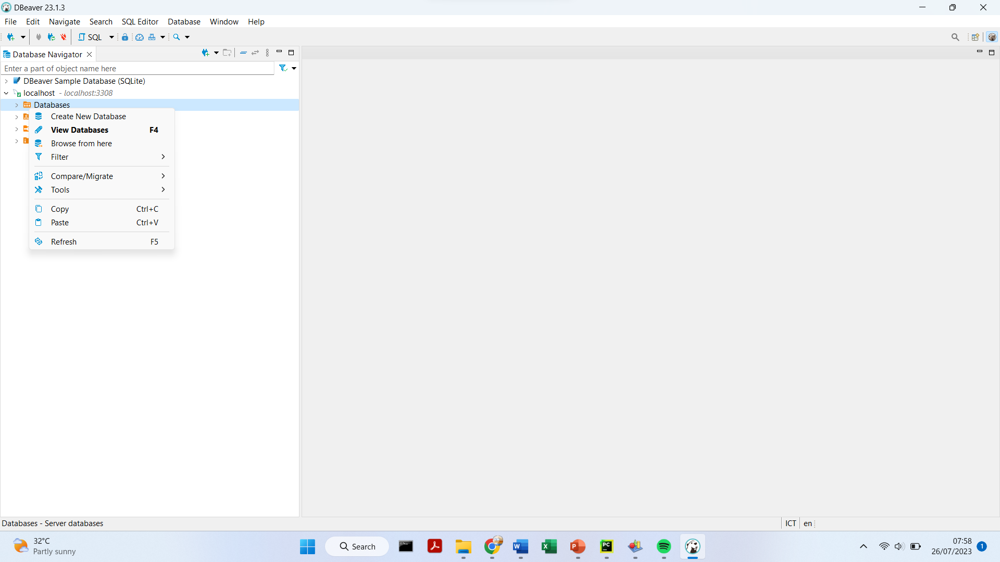 DBeaver 23.1.3
File Edit Navigate Search SQL Editor Database Window Help
SQL
Database Navigator
Enter a part of object name here
DBeaver Sample Database (SQLite)
localhost - localhost:3308
Databases
Create New Database
View Databases F4
Browse from here
Filter
Compare/Migrate
Tools
Copy Ctrl+C
Paste Ctrl+V
Refresh F5
Databases - Server databases
ICT en
32°C
Partly sunny
Search
07:58
26/07/2023
1